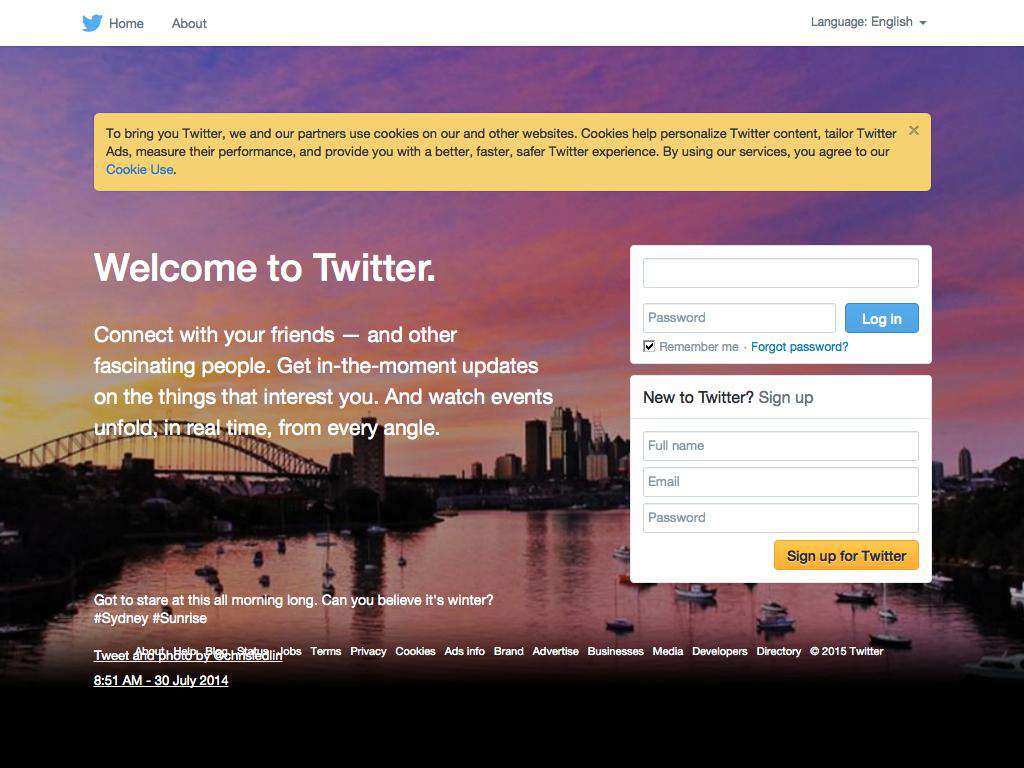 Home
About
Language: English
To bring you Twitter, we and our partners use cookies on our and other websites. Cookies help personalize Twitter content, tailor Twitter
Ads, measure their performance, and provide you with a better, faster, safer Twitter experience. By using our services, you agree to our
Cookie Use.
Welcome to Twitter.
Connect with your friends — and other
fascinating people. Get in-the-moment updates
on the things that interest you. And watch events
unfold, in real time, from every angle.
Password
Log in
Remember me · Forgot password?
New to Twitter? Sign up
Full name
Email
Password
Sign up for Twitter
Got to stare at this all morning long. Can you believe it's winter?
#Sydney #Sunrise
About Help Blog Status Jobs Terms Privacy Cookies Ads info Brand Advertise Businesses Media Developers Directory © 2015 Twitter
Tweet and photo by @chrisledlin
8:51 AM - 30 July 2014